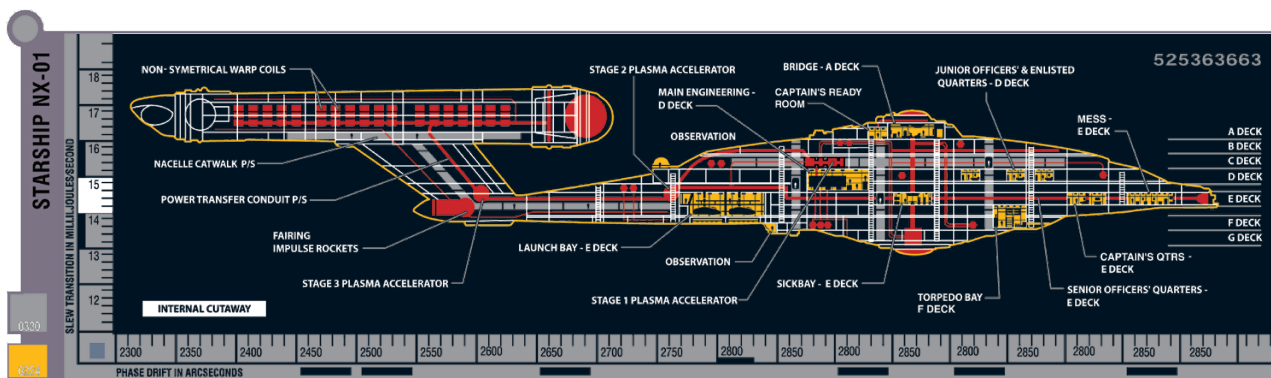 STARSHIP NX-01
SLEW TRANSITION IN MILLILJOULES/SECOND
525363663
NON- SYMETRICAL WARP COILS
STAGE 2 PLASMA ACCELERATOR
BRIDGE - A DECK
JUNIOR OFFICERS' & ENLISTED
QUARTERS - D DECK
MAIN ENGINEERING -
D DECK
CAPTAIN'S READY
ROOM
MESS -
E DECK
OBSERVATION
NACELLE CATWALK P/S
POWER TRANSFER CONDUIT P/S
FAIRING
IMPULSE ROCKETS
STAGE 3 PLASMA ACCELERATOR
LAUNCH BAY - E DECK
OBSERVATION
STAGE 1 PLASMA ACCELERATOR
SICKBAY - E DECK
TORPEDO BAY
F DECK
CAPTAIN'S QTRS -
E DECK
SENIOR OFFICERS' QUARTERS -
E DECK
A DECK
B DECK
C DECK
D DECK
E DECK
F DECK
G DECK
INTERNAL CUTAWAY
18
17
16
15
14
13
12
0320
2300 2350 2400 2450 2500 2550 2600 2650 2700 2750 2800 2850 2800 2850 2800 2850 2800 2850
PHASE DRIFT IN ARCSECONDS